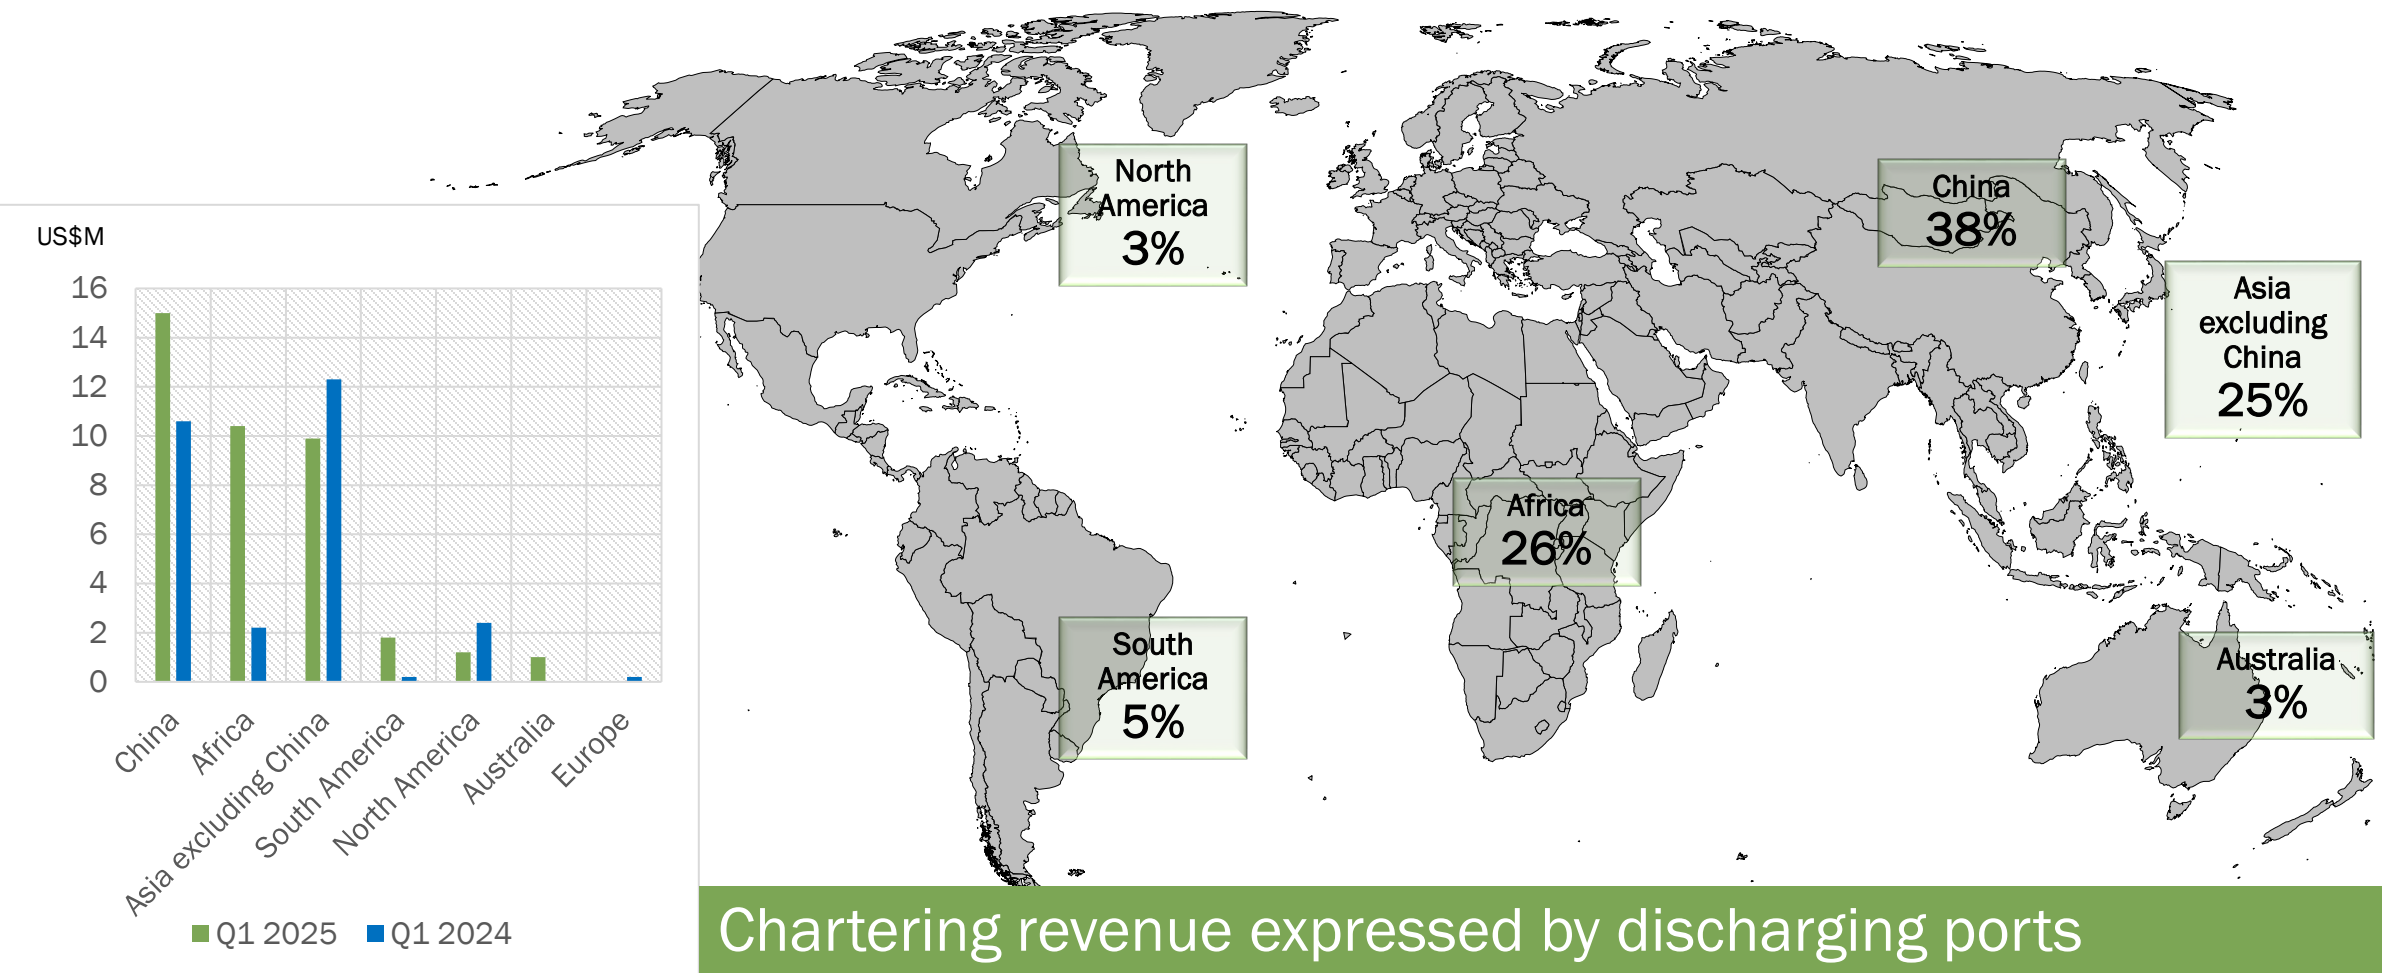 US$M
16
14
12
10
8
6
4
2
0
China
Africa
Asia excluding China
South America
North America
Australia
Europe
Q1 2025
Q1 2024
North
America
3%
China
38%
Asia
excluding
China
25%
Africa
26%
South
America
5%
Australia
3%
Chartering revenue expressed by discharging ports